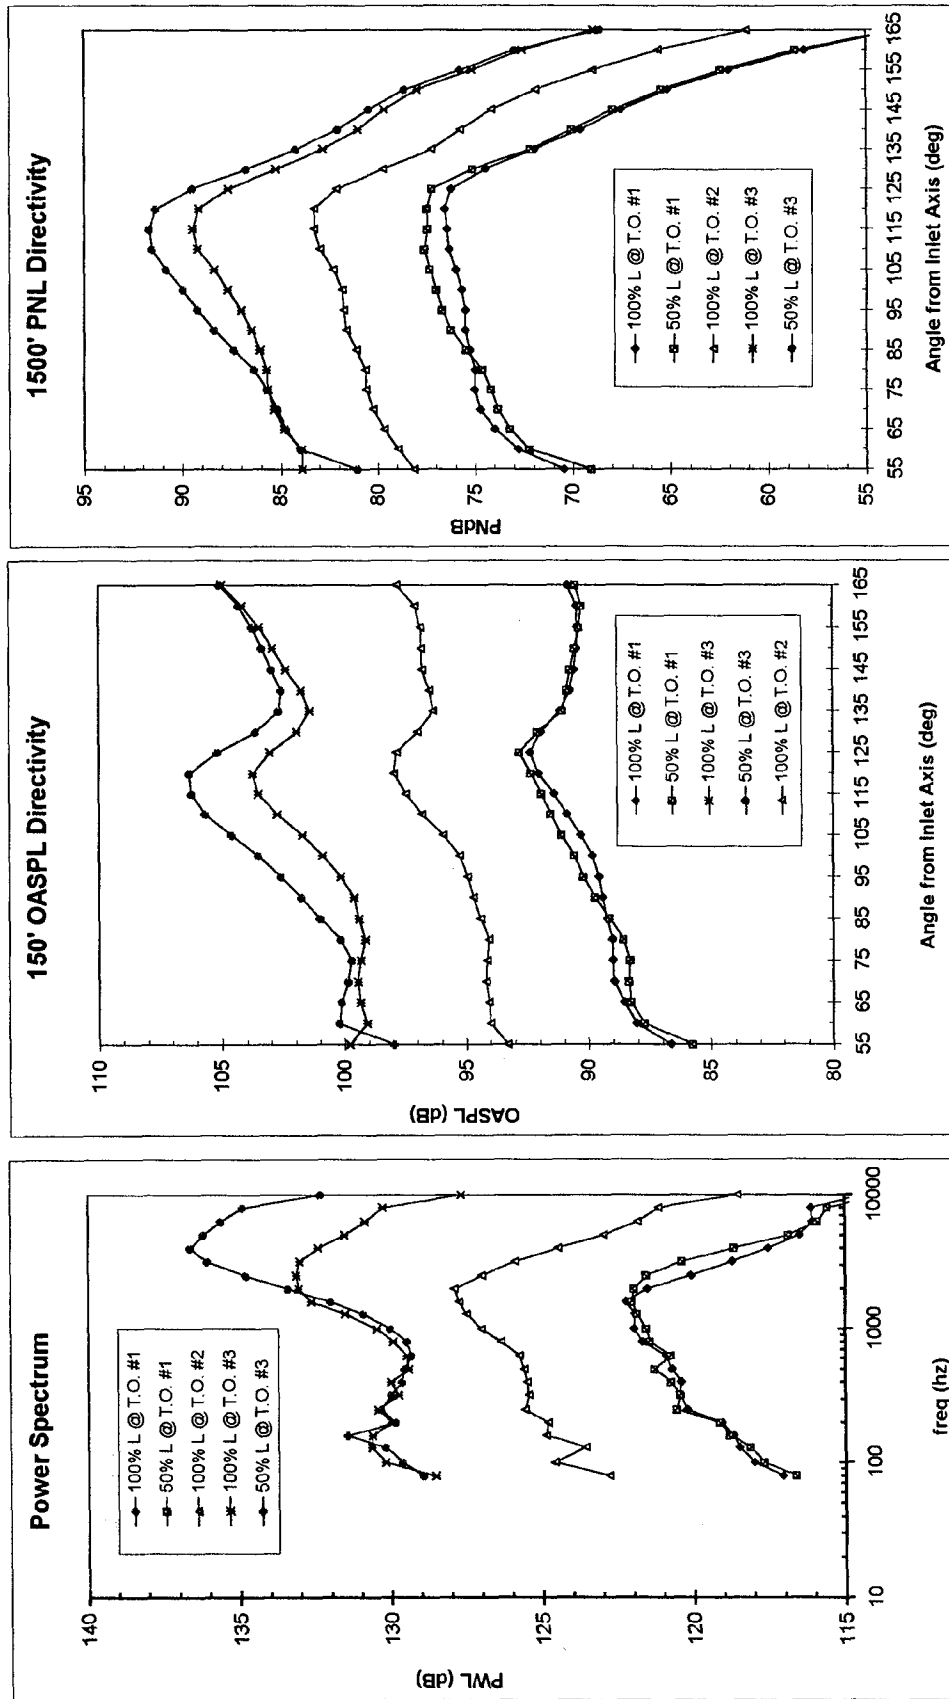 Power Spectrum
100% L @T.O. #1
50% L @T.O. #1
100% L @T.O. #2
100% L @T.O. #3
50% L @T.O. #3
140
135
130
125
120
115
PWL (dB)
10
100
1000
10000
freq (hz)
150' OASPL Directivity
100% L @T.O. #1
50% L @T.O. #1
100% L @T.O. #3
50% L @T.O. #3
100% L @T.O. #2
110
105
100
95
90
85
80
OASPL (dB)
55
65
75
85
95
105
115
125
135
145
155
165
Angle from Inlet Axis (deg)
1500' PNL Directivity
100% L @T.O. #1
50% L @T.O. #1
100% L @T.O. #2
100% L @T.O. #3
50% L @T.O. #3
95
90
85
80
75
70
65
60
55
PNdB
55
65
75
85
95
105
115
125
135
145
155
165
Angle from Inlet Axis (deg)